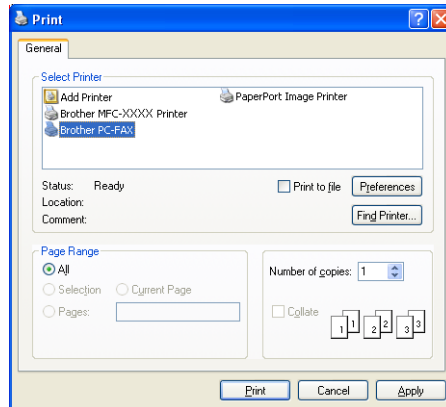 Print
General
Select Printer
Add Printer
PaperPort Image Printer
Brother MFC-XXXX Printer
Brother PC-FAX
Status: Ready
Print to file
Preferences
Location:
Comment:
Find Printer...
Page Range
All
Number of copies: 1
Selection
Current Page
Pages:
Collate
1 1 2 2 3 3
Print
Cancel
Apply